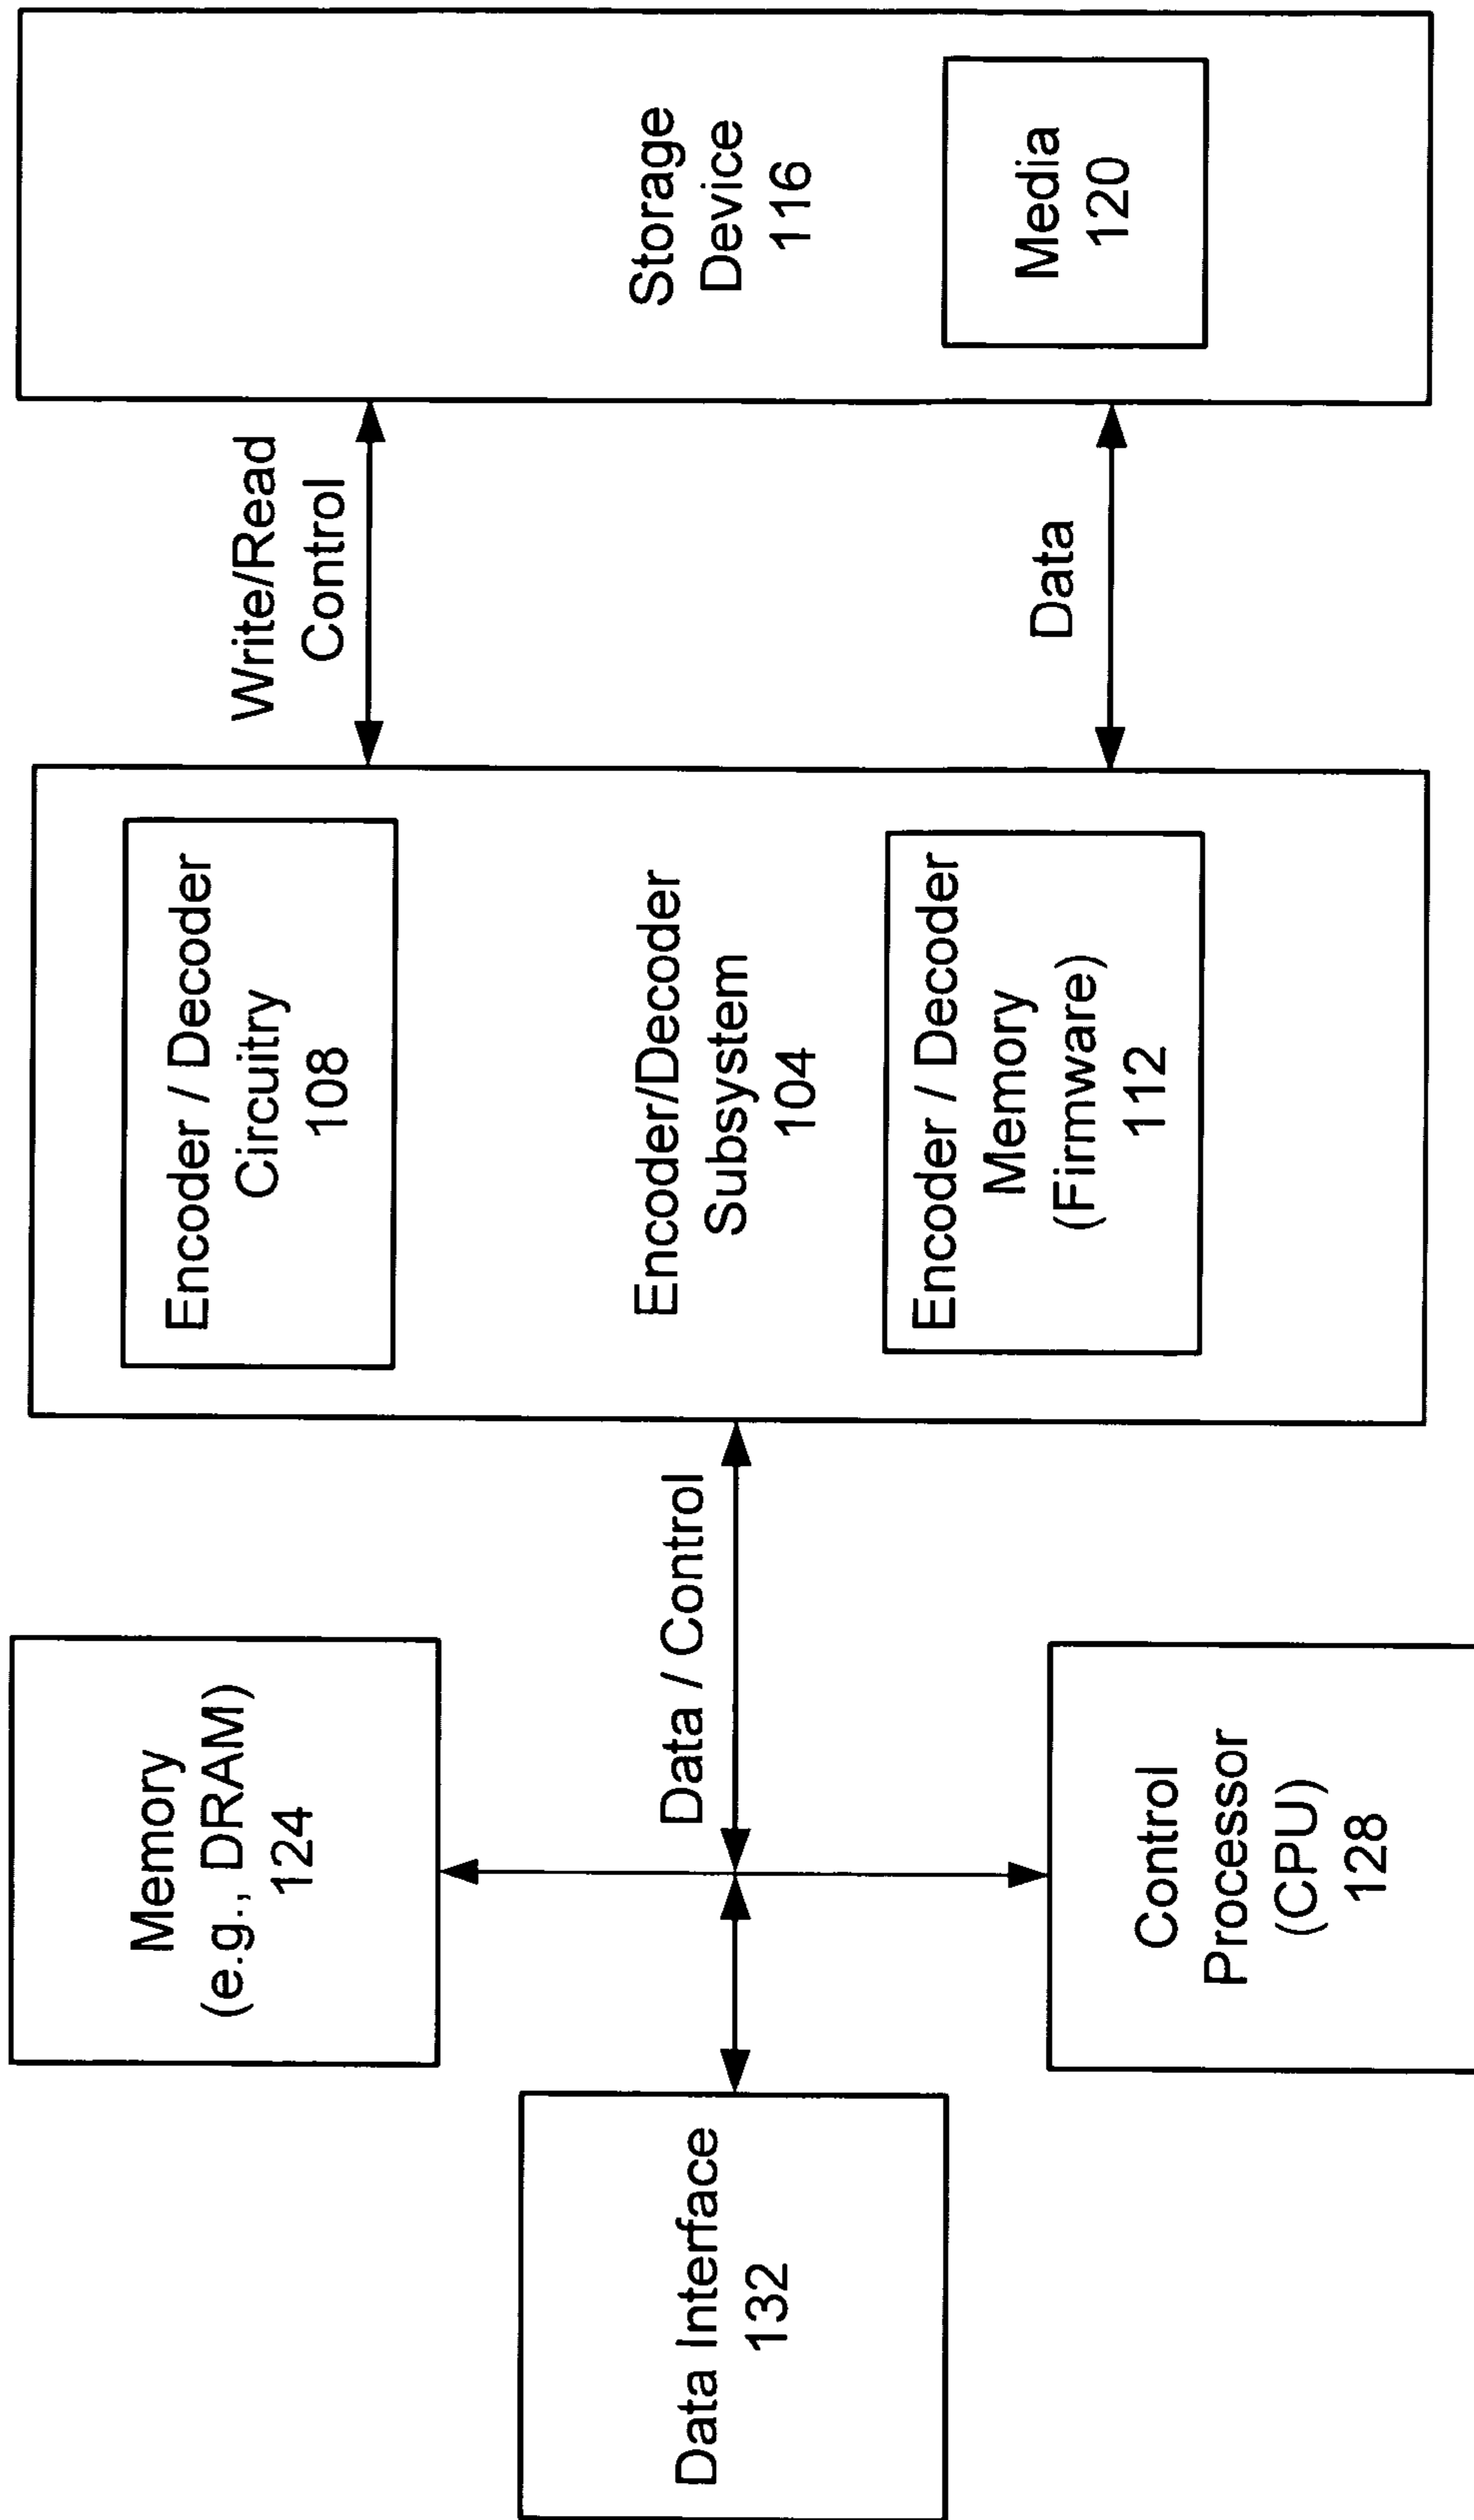 Memory
(e.g., DRAM)
124
Data Interface
132
Control
Processor
(CPU)
128
Data / Control
Encoder / Decoder
Circuitry
108
Encoder/Decoder
Subsystem
104
Encoder / Decoder
Memory
(Firmware)
112
Write/Read
Control
Data
Storage
Device
116
Media
120